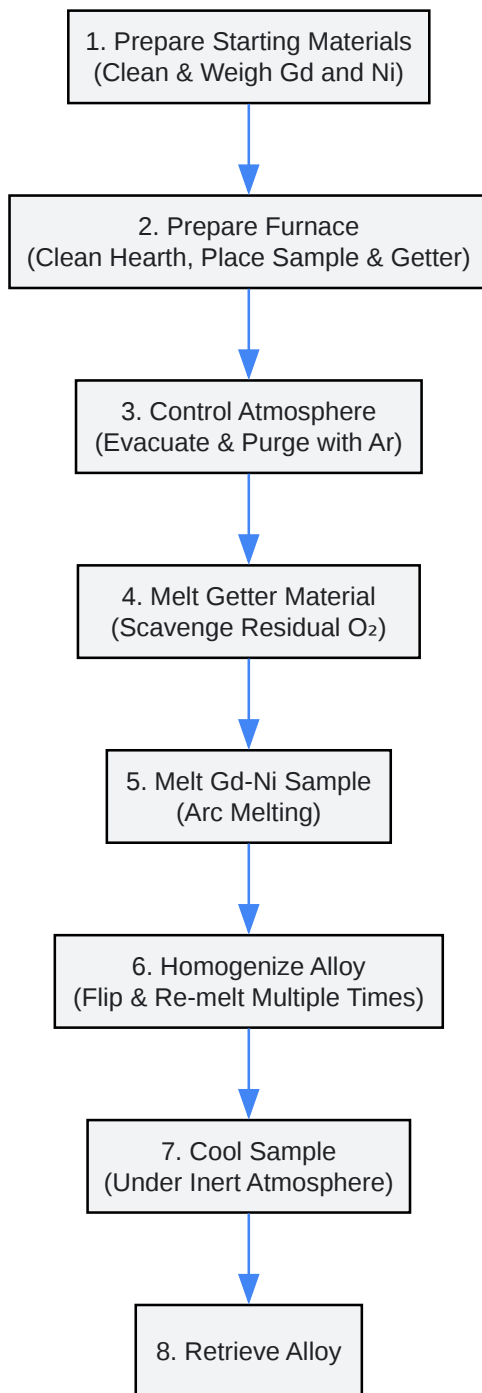 1. Prepare Starting Materials
(Clean & Weigh Gd and Ni)
2. Prepare Furnace
(Clean Hearth, Place Sample & Getter)
3. Control Atmosphere
(Evacuate & Purge with Ar)
4. Melt Getter Material
(Scavenge Residual O₂)
5. Melt Gd-Ni Sample
(Arc Melting)
6. Homogenize Alloy
(Flip & Re-melt Multiple Times)
7. Cool Sample
(Under Inert Atmosphere)
8. Retrieve Alloy